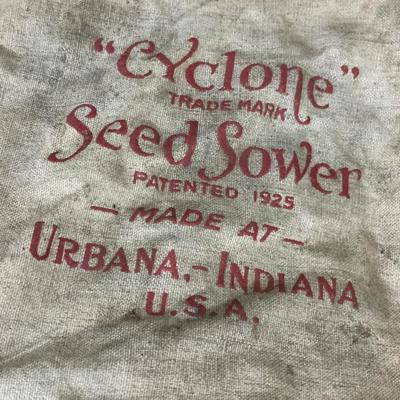 "Cyclone"
TRADE MARK
Seed Sower
PATENTED 1925
— MADE AT —
URBANA,- INDIANA
U.S.A.